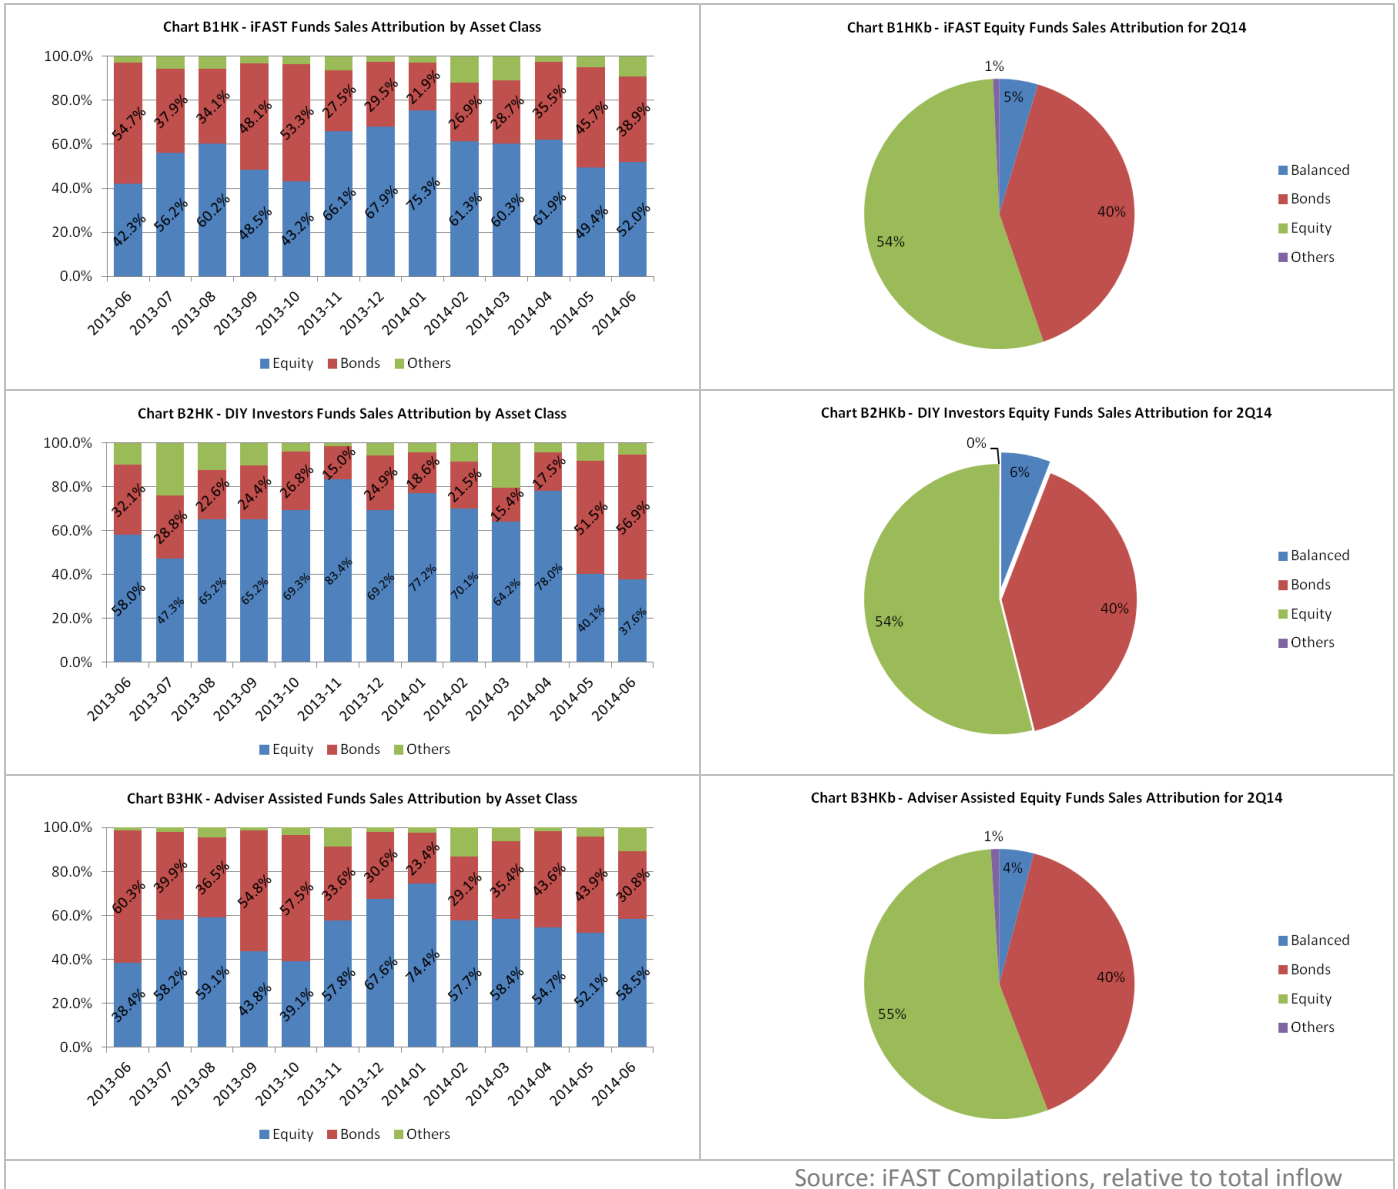 Chart B1HK - iFAST Funds Sales Attribution by Asset Class
100.0%
80.0%
60.0%
40.0%
20.0%
0.0%
54.7% 37.9% 34.1% 48.1% 53.3% 27.5% 29.5% 21.9% 26.9% 28.7% 35.5% 45.7% 38.9%
42.3% 56.2% 60.2% 48.5% 43.2% 66.1% 67.9% 75.3% 61.3% 60.3% 61.9% 49.4% 52.0%
2013-06 2013-07 2013-08 2013-09 2013-10 2013-11 2013-12 2014-01 2014-02 2014-03 2014-04 2014-05 2014-06
Equity Bonds Others
Chart B1HKb - iFAST Equity Funds Sales Attribution for 2Q14
1%
5%
40%
54%
Balanced
Bonds
Equity
Others
Chart B2HK - DIY Investors Funds Sales Attribution by Asset Class
100.0%
80.0%
60.0%
40.0%
20.0%
0.0%
32.1% 28.8% 22.6% 24.4% 26.8% 15.0% 24.9% 18.6% 21.5% 15.4% 17.5% 51.5% 56.9%
58.0% 47.3% 65.2% 65.2% 69.3% 83.4% 69.2% 77.2% 70.1% 64.2% 78.0% 40.1% 37.6%
2013-06 2013-07 2013-08 2013-09 2013-10 2013-11 2013-12 2014-01 2014-02 2014-03 2014-04 2014-05 2014-06
Equity Bonds Others
Chart B2HKb - DIY Investors Equity Funds Sales Attribution for 2Q14
0%
6%
40%
54%
Balanced
Bonds
Equity
Others
Chart B3HK - Adviser Assisted Funds Sales Attribution by Asset Class
100.0%
80.0%
60.0%
40.0%
20.0%
0.0%
60.3% 39.9% 36.5% 54.8% 57.5% 33.6% 30.6% 23.4% 29.1% 35.4% 43.6% 43.9% 30.8%
38.4% 58.2% 59.1% 43.8% 39.1% 57.8% 67.6% 74.4% 57.7% 58.4% 54.7% 52.1% 58.5%
2013-06 2013-07 2013-08 2013-09 2013-10 2013-11 2013-12 2014-01 2014-02 2014-03 2014-04 2014-05 2014-06
Equity Bonds Others
Chart B3HKb - Adviser Assisted Equity Funds Sales Attribution for 2Q14
1%
4%
40%
55%
Balanced
Bonds
Equity
Others
Source: iFAST Compilations, relative to total inflow